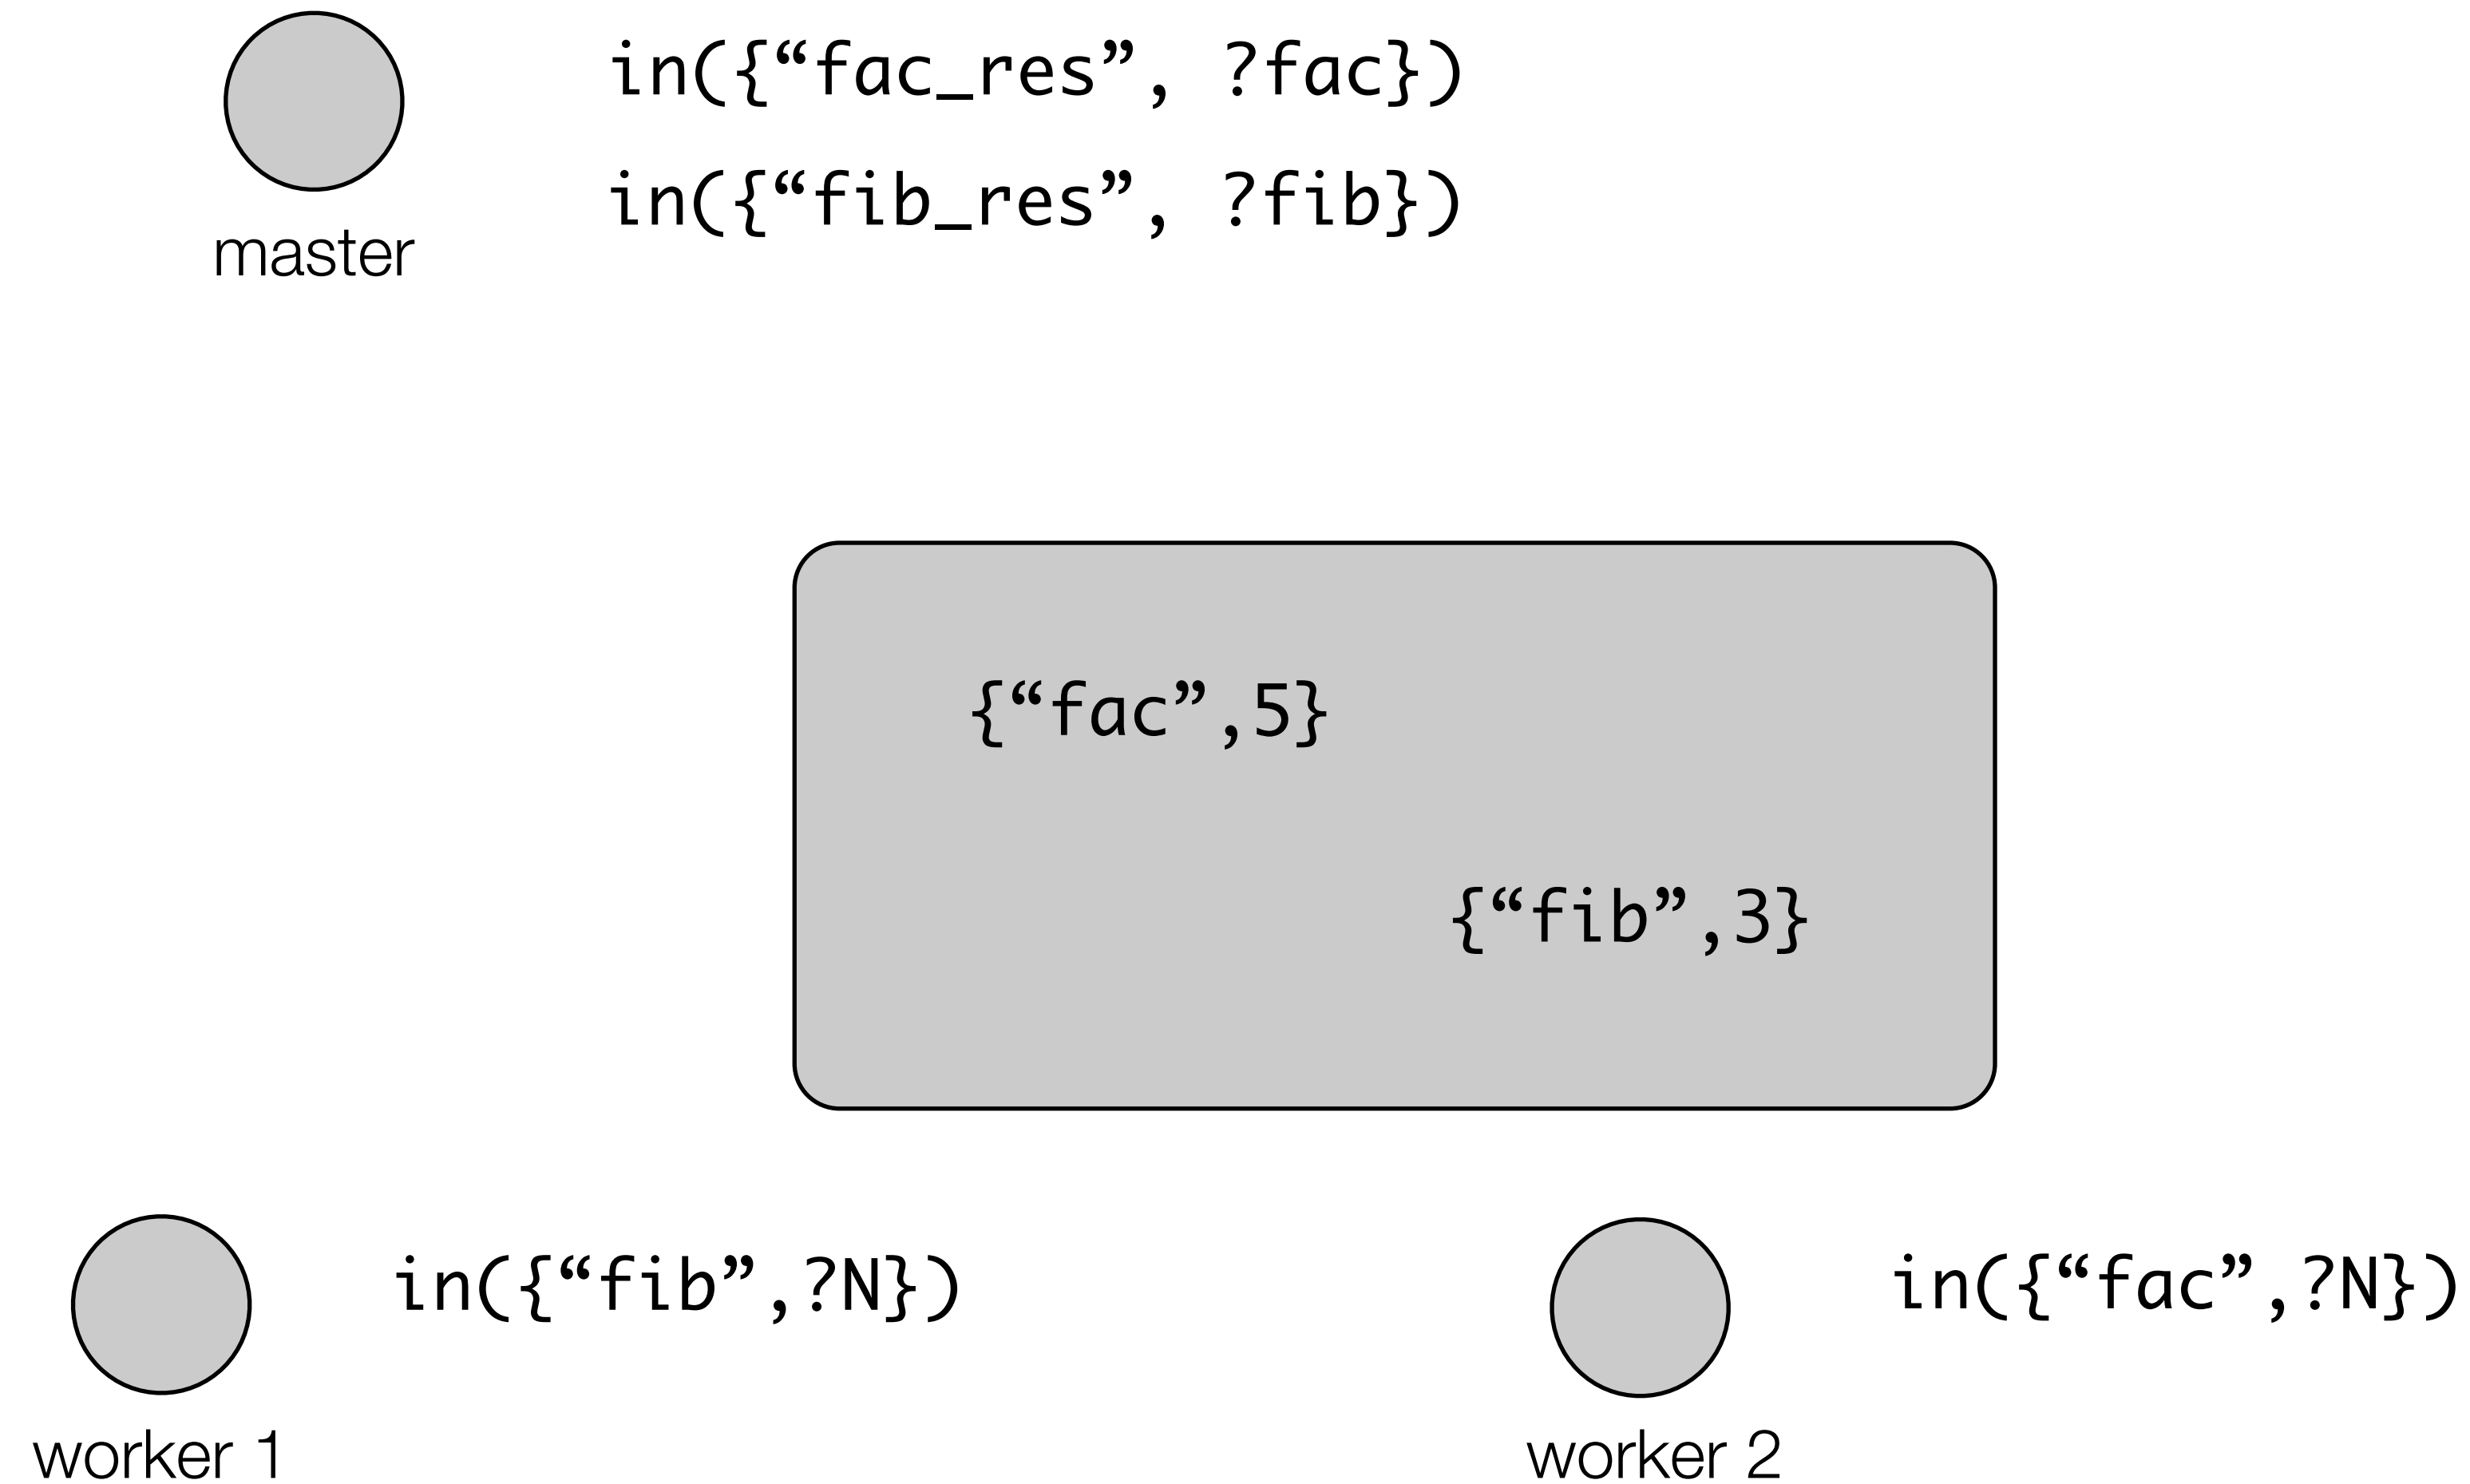 in({“fac_res”, ?fac})
in({“fib_res”, ?fib})
master
{“fac”,5}
{“fib”,3}
in({“fib”,?N})
in({“fac”,?N})
worker 1
worker 2